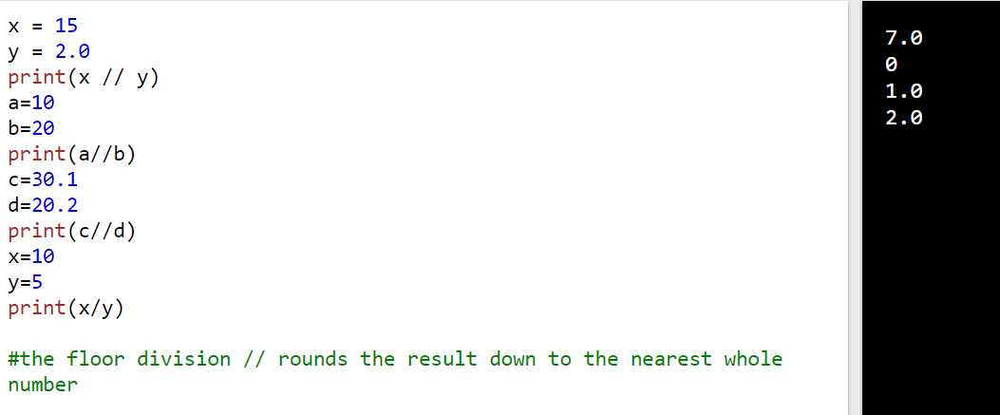 x = 15
y = 2.0
print(x // y)
a=10
b=20
print(a//b)
c=30.1
d=20.2
print(c//d)
x=10
y=5
print(x/y)
#the floor division // rounds the result down to the nearest whole
number
7.0
0
1.0
2.0